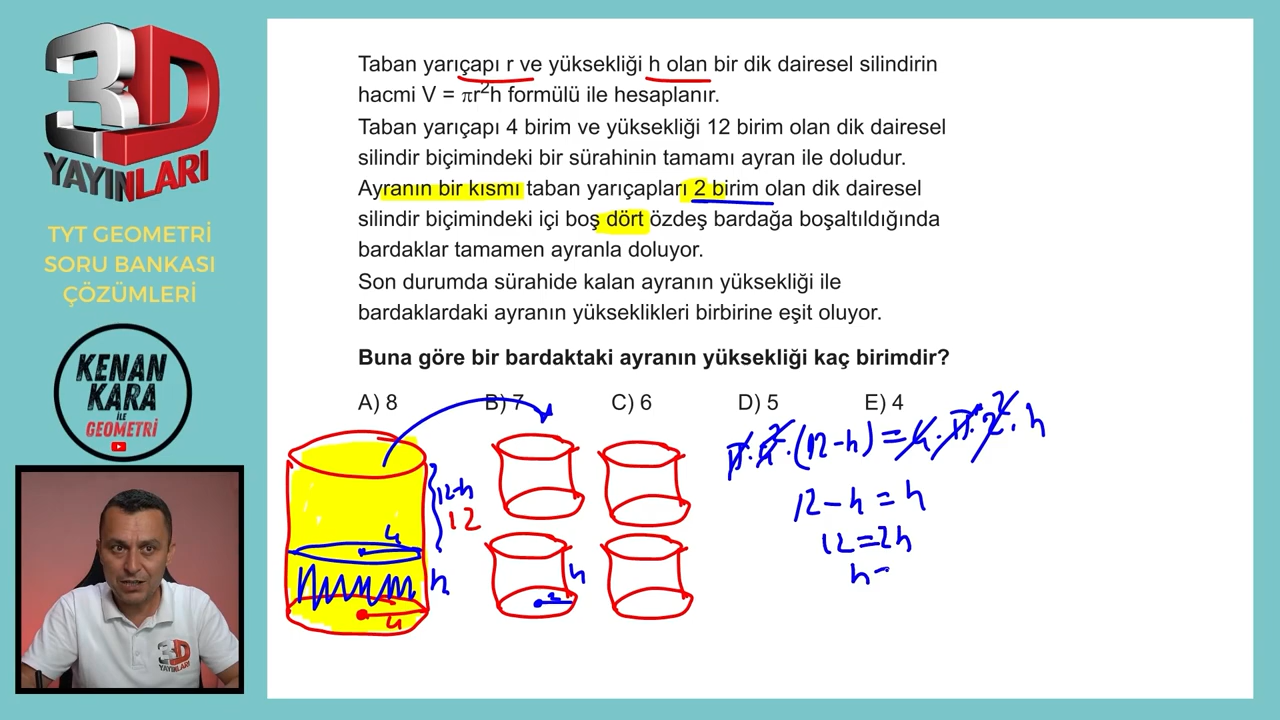 3D
YAYINLARI
TYT GEOMETRİ
SORU BANKASI
ÇÖZÜMLERİ
KENAN
KARA
İLE
GEOMETRİ
3D
YAYINLARI
Taban yarıçapı r ve yüksekliği h olan bir dik dairesel silindirin
hacmi V = πr²h formülü ile hesaplanır.
Taban yarıçapı 4 birim ve yüksekliği 12 birim olan dik dairesel
silindir biçimindeki bir sürahinin tamamı ayran ile doludur.
Ayranın bir kısmı taban yarıçapları 2 birim olan dik dairesel
silindir biçimindeki içi boş dört özdeş bardağa boşaltıldığında
bardaklar tamamen ayranla doluyor.
Son durumda sürahide kalan ayranın yüksekliği ile
bardaklardaki ayranın yükseklikleri birbirine eşit oluyor.
Buna göre bir bardaktaki ayranın yüksekliği kaç birimdir?
A) 8 B) 7 C) 6 D) 5 E) 4
12-h
12
4
h
4
h
2
π.4².(12-h)=4.π.2².h
12-h=h
12=2h
h=